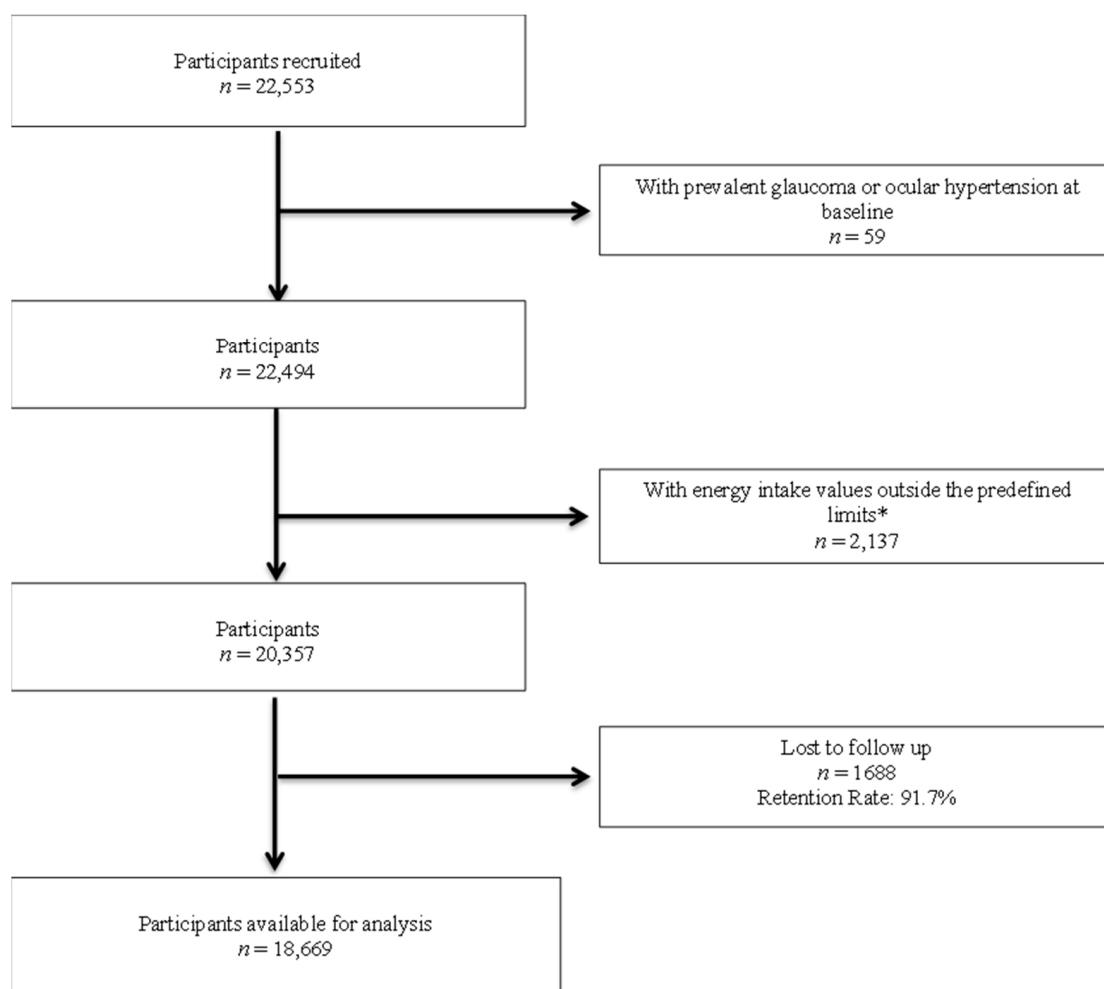 Participants recruited
n = 22,553
With prevalent glaucoma or ocular hypertension at
baseline
n = 59
Participants
n = 22,494
With energy intake values outside the predefined
limits*
n = 2,137
Participants
n = 20,357
Lost to follow up
n = 1688
Retention Rate: 91.7%
Participants available for analysis
n = 18,669